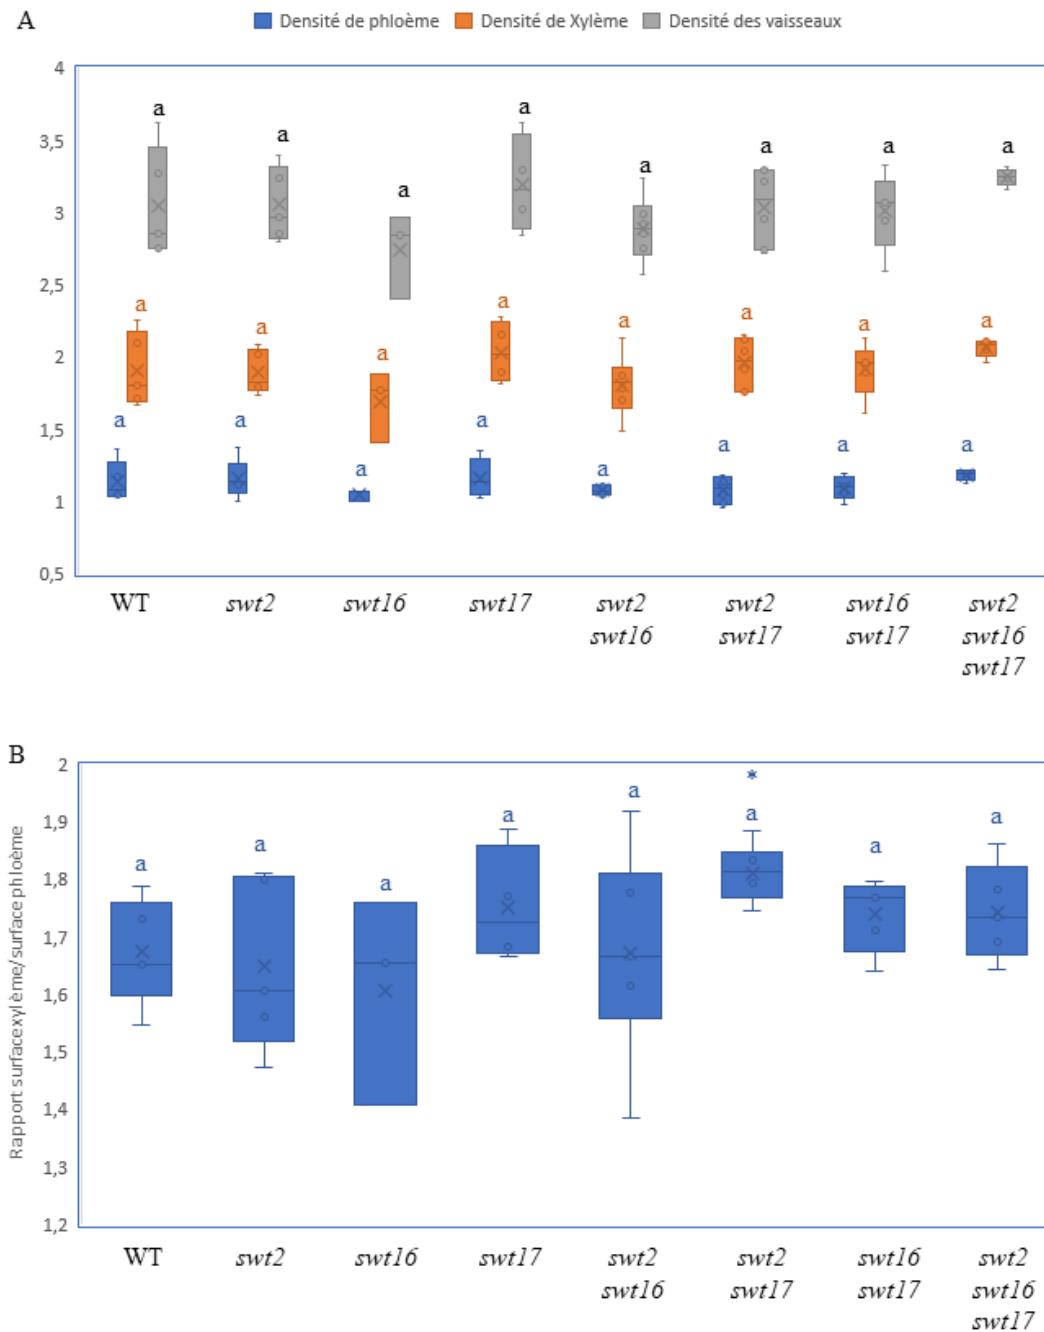 A
Densité de phloème Densité de Xylème Densité des vaisseaux
4
3,5
3
2,5
2
1,5
1
0,5
a a a a a a a a
a a a a a a a a
a a a a a a a a
WT swt2 swt16 swt17 swt2 swt2 swt16 swt2
swt16 swt17 swt17 swt16
swt17
B
Rapport surfacexylème/surface phloème
2
1,9
1,8
1,7
1,6
1,5
1,4
1,3
1,2
*
a a a a a a a a
WT swt2 swt16 swt17 swt2 swt2 swt16 swt2
swt16 swt17 swt17 swt16
swt17